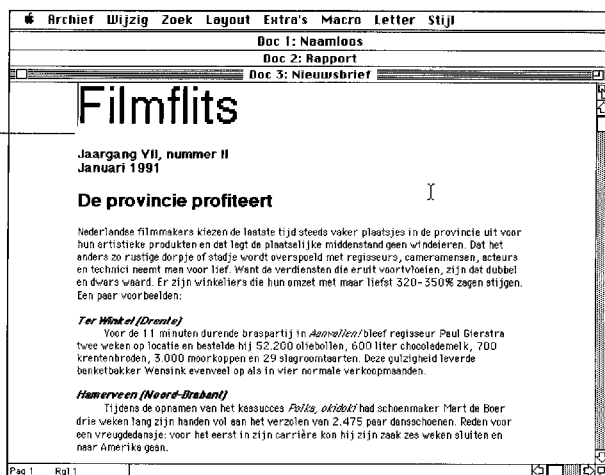 Archief Wijzig Zoek Layout Extra's Macro Letter Stijl
Doc 1: Naamloos
Doc 2: Rapport
Doc 3: Nieuwsbrief
Filmflits
Jaargang VII, nummer II
Januari 1991
De provincie profiteert
Nederlandse filmmakers kiezen de laatste tijd steeds vaker plaatsjes in de provincie uit voor
hun artistieke produkten en dat legt de plaatselijke middenstand geen windeieren. Dat het
anders zo rustige dorpje of stadje wordt overspeeld met regisseurs, cameramensen, acteurs
en technici neemt men voor lief. Want de verdiensten die eruit voortvloeien, zijn dat dubbel
en dwars waard. Er zijn winkeliers die hun omzet met maar liefst 320-350% zagen stijgen.
Een paar voorbeelden:
Ter Winkel (Drente)
Voor de 11 minuten durende braspartij in Aanvallen! bleef regisseur Paul Gierstra
twee weken op locatie en bestelde hij 52.200 oliebollen, 600 liter chocolademelk, 700
krentenbroden, 3.000 moorkoppen en 29 slagroomtaarten. Deze gulzigheid leverde
banketbakker Wansink evenveel op als in vier normale verkoopmaanden.
Hamerveen (Noord-Brabant)
Tijdens de opnamen van het kassucces Polka, okidoki had schoenmaker Mart de Boer
drie weken lang zijn handen vol aan het verzolen van 2.475 paar dansschoenen. Reden voor
een vreugdedansje: voor het eerst in zijn carrière kon hij zijn zaak zes weken sluiten en
naar Amerika gaan.
Pag 1 Rgl 1